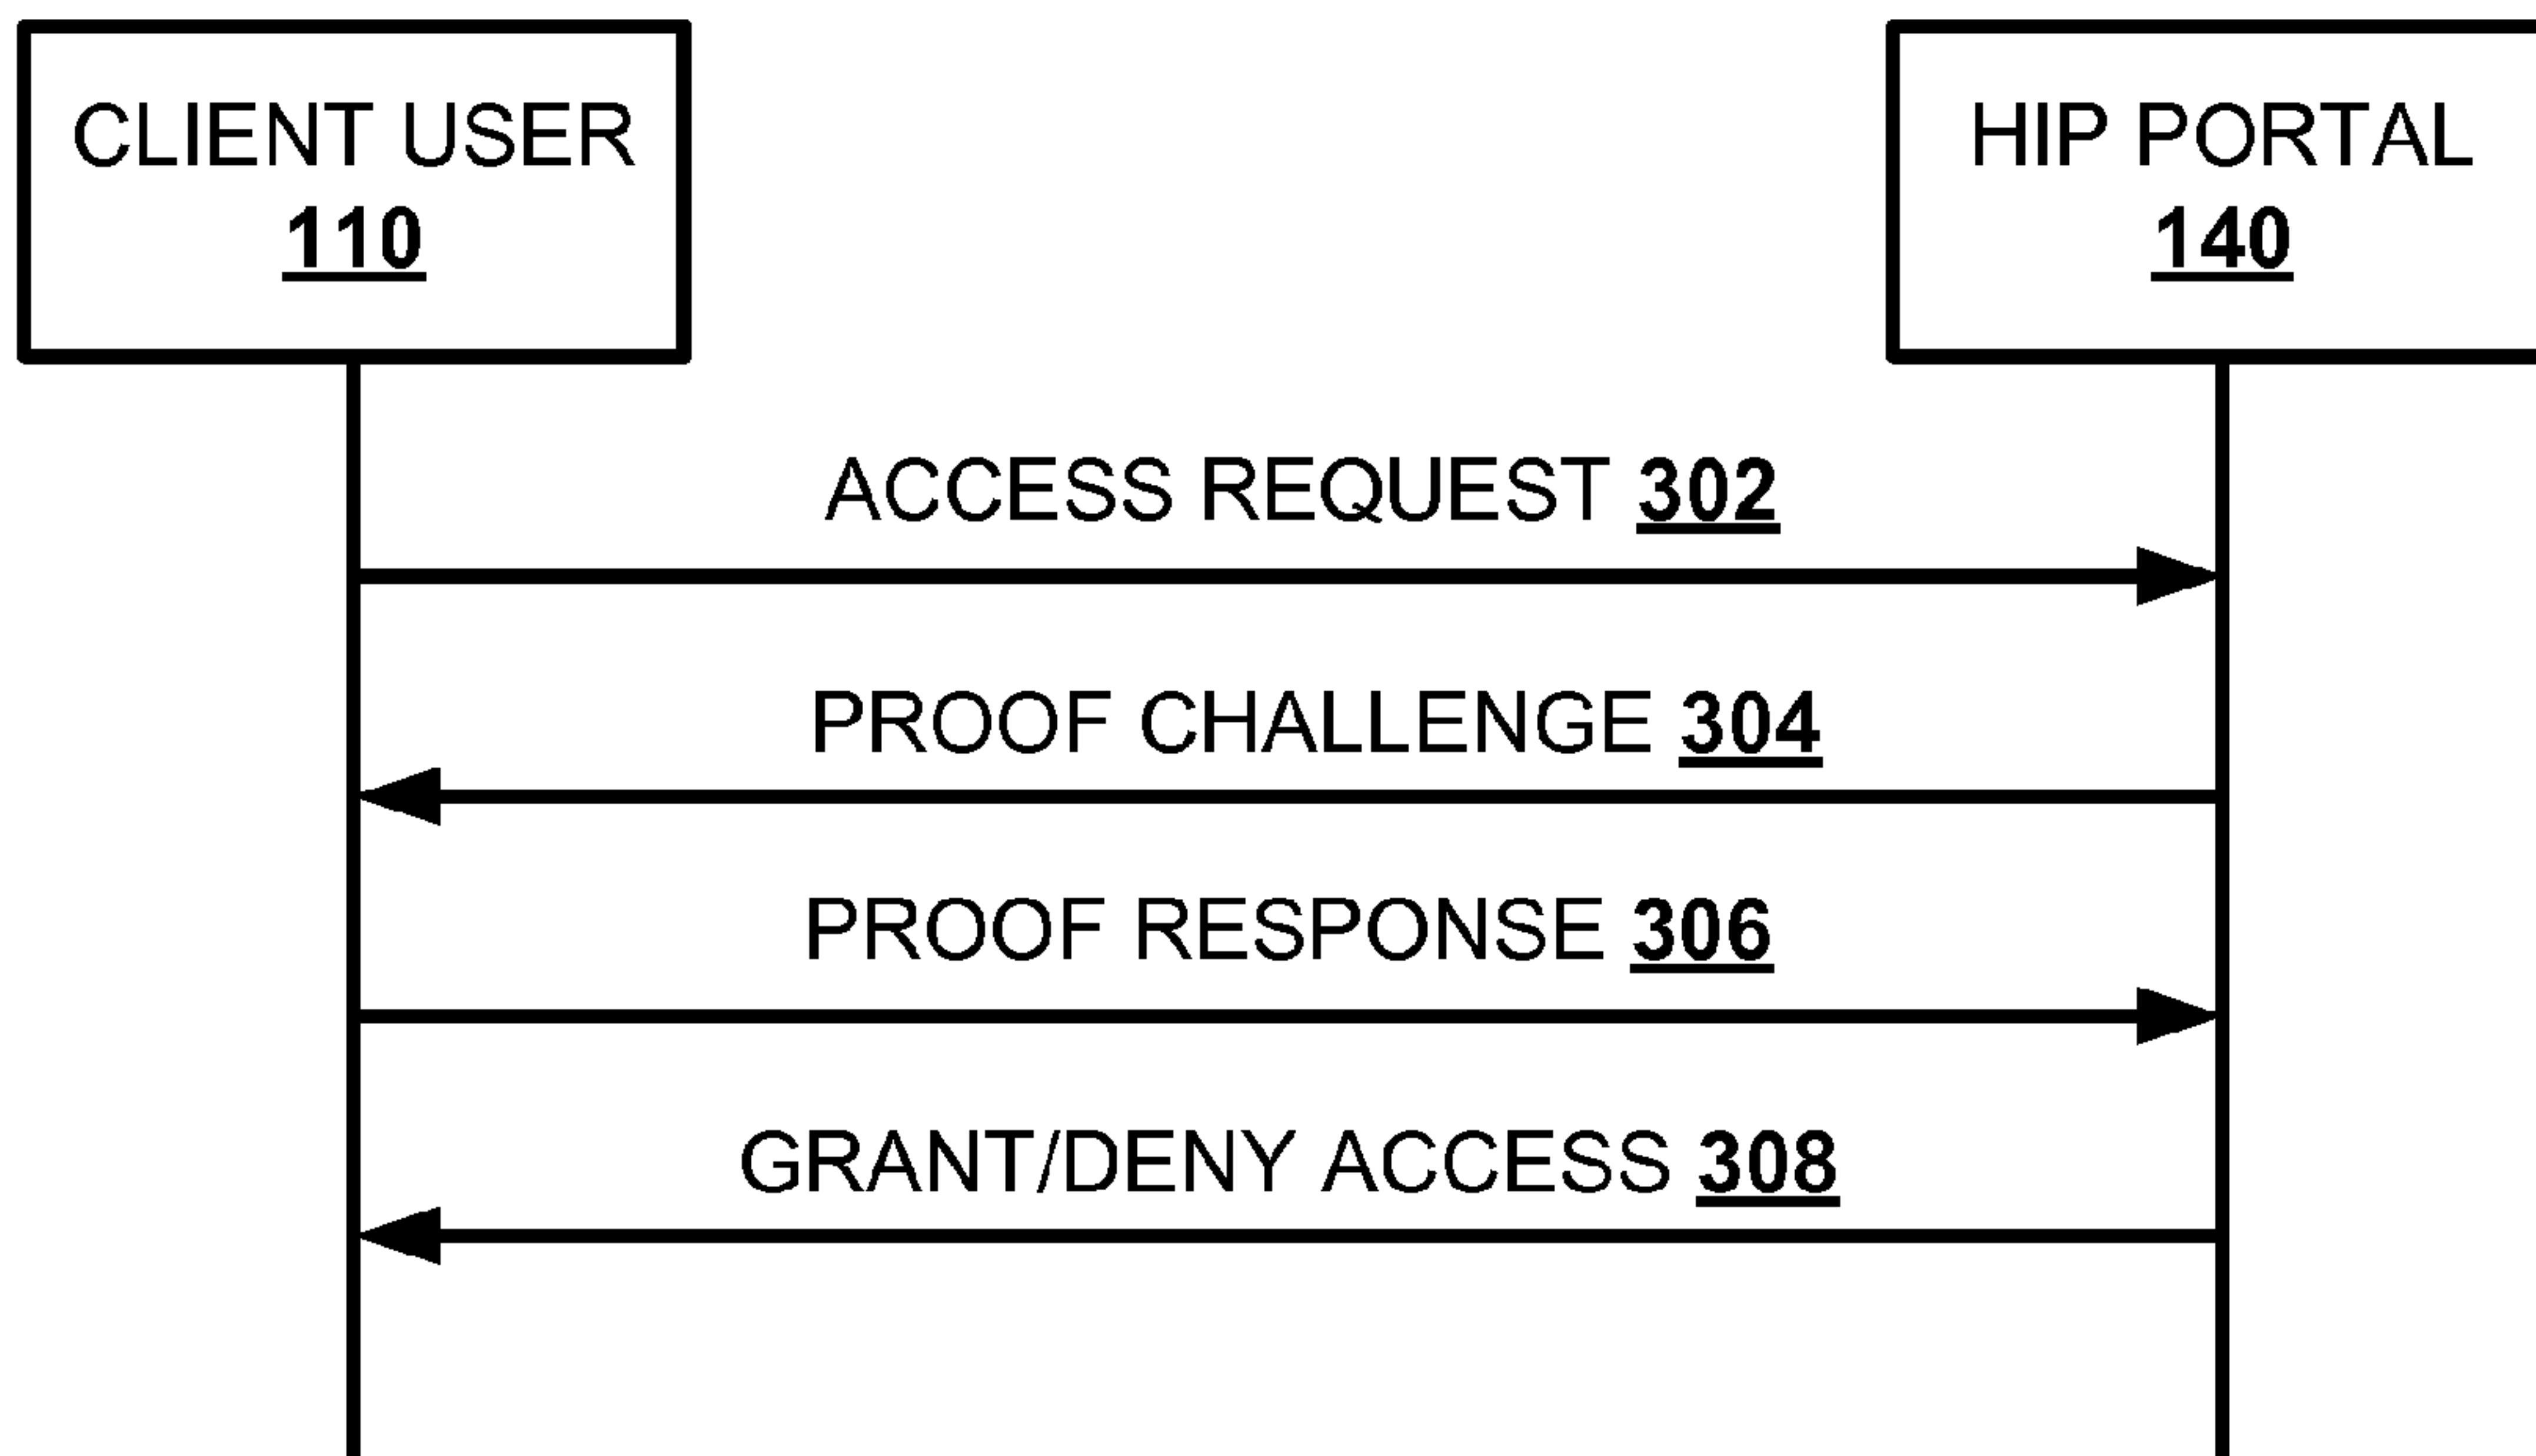 CLIENT USER
110
HIP PORTAL
140
ACCESS REQUEST 302
PROOF CHALLENGE 304
PROOF RESPONSE 306
GRANT/DENY ACCESS 308